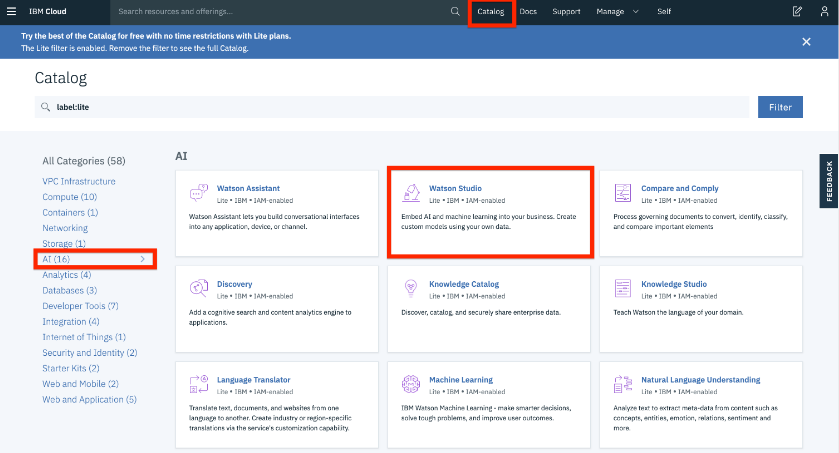 IBM Cloud
Search resources and offerings...
Catalog
Docs
Support
Manage
Self
Try the best of the Catalog for free with no time restrictions with Lite plans.
The Lite filter is enabled. Remove the filter to see the full Catalog.
Catalog
label:lite
Filter
FEEDBACK
All Categories (58)
VPC Infrastructure
Compute (10)
Containers (1)
Networking
Storage (1)
AI (16)
Analytics (4)
Databases (3)
Developer Tools (7)
Integration (4)
Internet of Things (1)
Security and Identity (2)
Starter Kits (2)
Web and Mobile (2)
Web and Application (5)
AI
Watson Assistant
Lite • IBM • IAM-enabled
Watson Assistant lets you build conversational interfaces
into any application, device, or channel.
Watson Studio
Lite • IBM • IAM-enabled
Embed AI and machine learning into your business. Create
custom models using your own data.
Compare and Comply
Lite • IBM • IAM-enabled
Process governing documents to convert, identify, classify,
and compare important elements
Discovery
Lite • IBM • IAM-enabled
Add a cognitive search and content analytics engine to
applications.
Knowledge Catalog
Lite • IBM • IAM-enabled
Discover, catalog, and securely share enterprise data.
Knowledge Studio
Lite • IBM • IAM-enabled
Teach Watson the language of your domain.
Language Translator
Lite • IBM • IAM-enabled
Translate text, documents, and websites from one
language to another. Create industry or region-specific
translations via the service's customization capability.
Machine Learning
Lite • IBM • IAM-enabled
IBM Watson Machine Learning - make smarter decisions,
solve tough problems, and improve user outcomes.
Natural Language Understanding
Lite • IBM • IAM-enabled
Analyze text to extract meta-data from content such as
concepts, entities, emotion, relations, sentiment and
more.